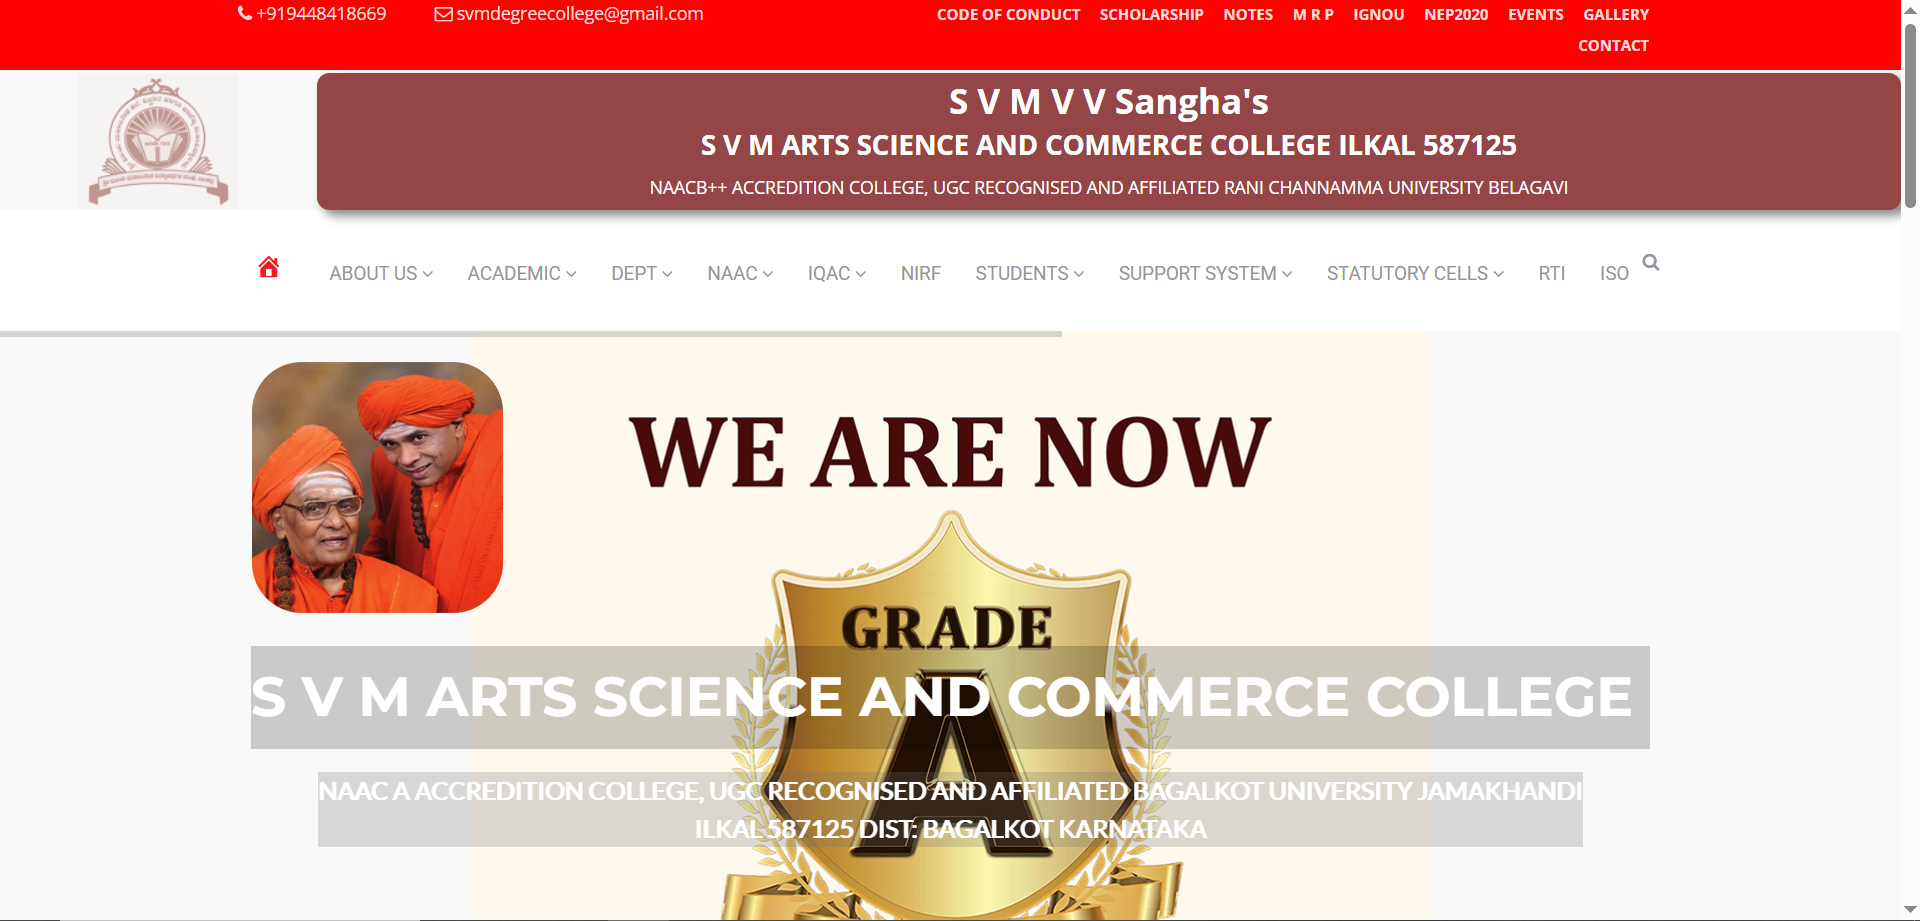 +919448418669 svmdegreecollege@gmail.com CODE OF CONDUCT SCHOLARSHIP NOTES M R P IGNOU NEP2020 EVENTS GALLERY
CONTACT
S V M V V Sangha's
S V M ARTS SCIENCE AND COMMERCE COLLEGE ILKAL 587125
NAACB++ ACCREDITION COLLEGE, UGC RECOGNISED AND AFFILIATED RANI CHANNAMMA UNIVERSITY BELAGAVI
ABOUT US ACADEMIC DEPT NAAC IQAC NIRF STUDENTS SUPPORT SYSTEM STATUTORY CELLS RTI ISO
WE ARE NOW
GRADE
A
S V M ARTS SCIENCE AND COMMERCE COLLEGE
NAAC A ACCREDITION COLLEGE, UGC RECOGNISED AND AFFILIATED BAGALKOT UNIVERSITY JAMAKHANDI
ILKAL 587125 DIST: BAGALKOT KARNATAKA